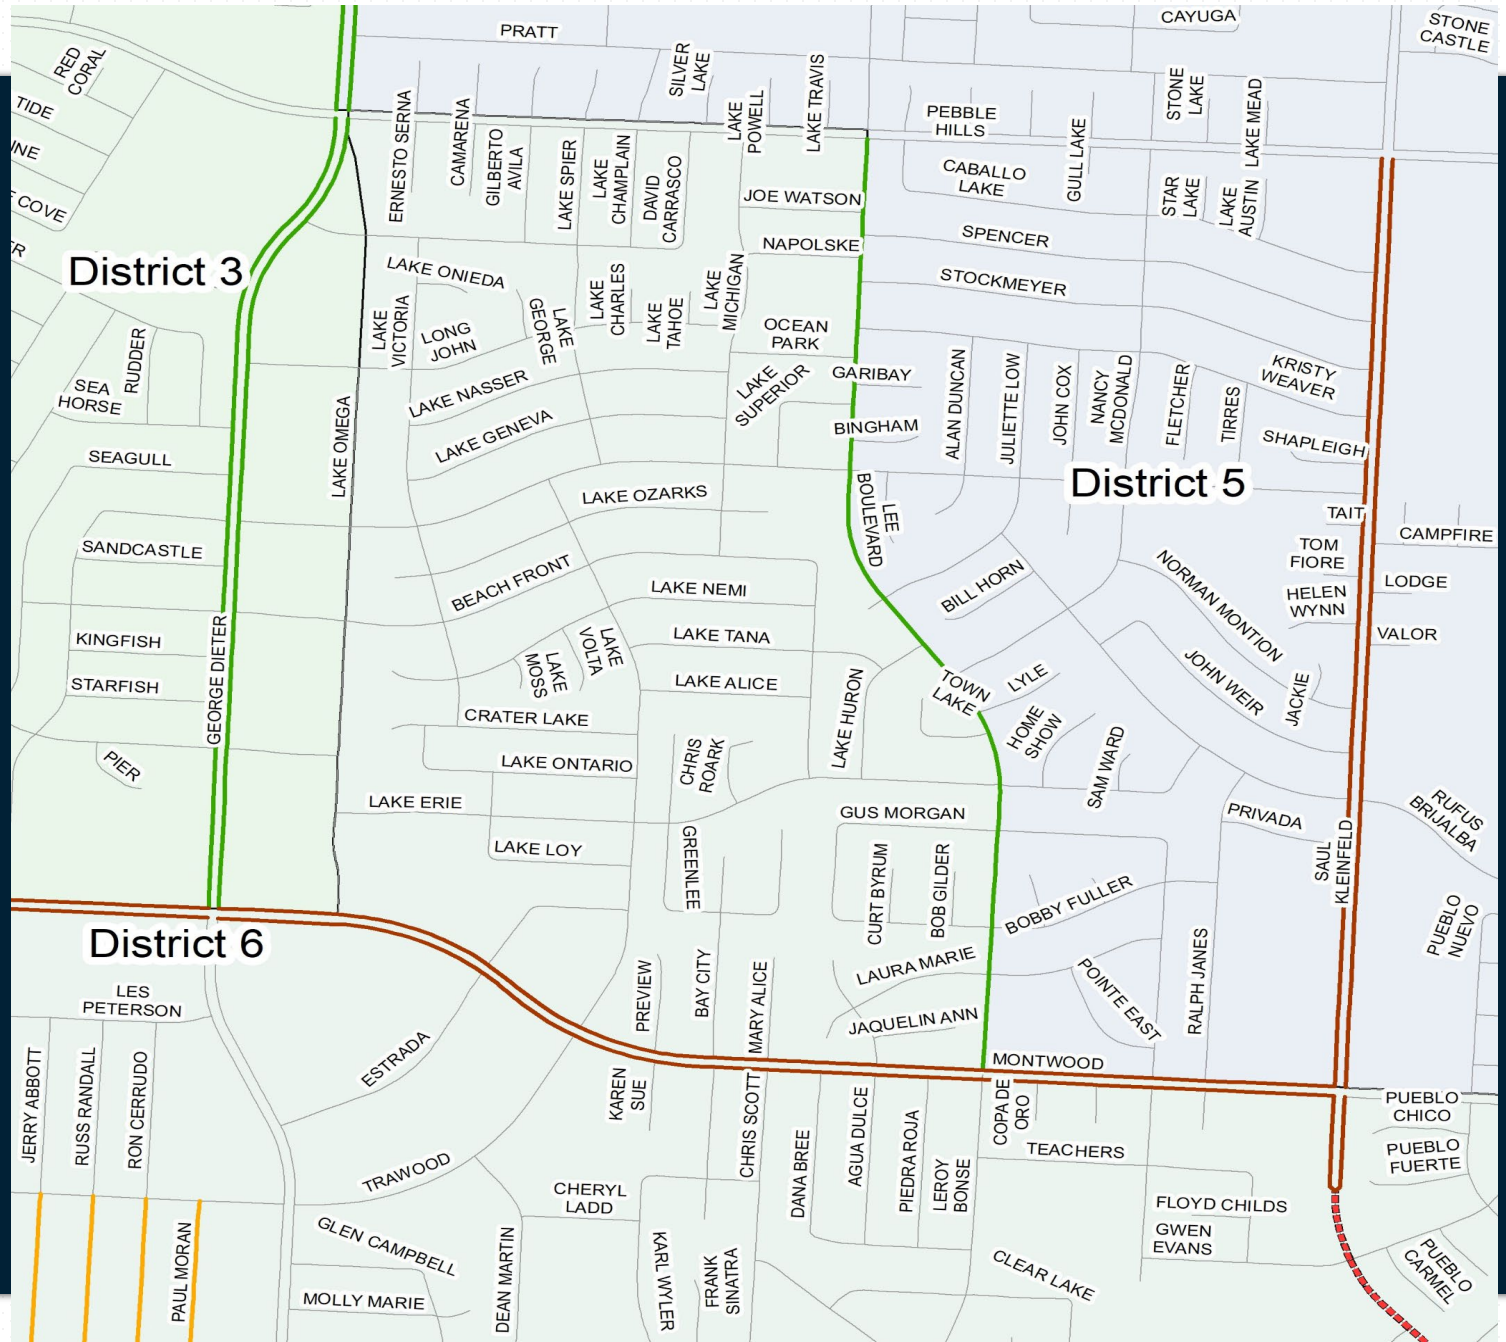 PRATT
CAYUGA
STONE
CASTLE
RED
CORAL
SILVER
LAKE
LAKE TRAVIS
STONE
LAKE
LAKE MEAD
TIDE
ERNESTO SERNA
CAMARENA
GILBERTO
AVILA
LAKE SPIER
LAKE
CHAMPLAIN
DAVID
CARRASCO
LAKE
POWELL
PEBBLE
HILLS
GULL LAKE
CABALLO
LAKE
STAR
LAKE
LAKE
AUSTIN
INE
COVE
ER
JOE WATSON
NAPOLSKE
SPENCER
STOCKMEYER
District 3
LAKE ONIEDA
LAKE
VICTORIA
LONG
JOHN
LAKE
GEORGE
LAKE
CHARLES
LAKE
TAHOE
LAKE
MICHIGAN
OCEAN
PARK
RUDDER
SEA
HORSE
LAKE NASSER
LAKE GENEVA
LAKE
SUPERIOR
GARIBAY
BINGHAM
ALAN DUNCAN
JULIETTE LOW
JOHN COX
NANCY
MCDONALD
FLETCHER
TIRRES
KRISTY
WEAVER
SHAPLEIGH
LAKE OMEGA
SEAGULL
District 5
LAKE OZARKS
BOULEVARD
LEE
TAIT
CAMPFIRE
SANDCASTLE
BEACH FRONT
LAKE NEMI
BILL HORN
NORMAN MONTION
TOM
FIORE
LODGE
HELEN
WYNN
VALOR
GEORGE DIETER
KINGFISH
STARFISH
LAKE TANA
LAKE
VOLTA
LAKE
MOSS
LAKE ALICE
LAKE HURON
TOWN
LAKE
LYLE
JOHN WEIR
JACKIE
CRATER LAKE
HOME
SHOW
PIER
LAKE ONTARIO
CHRIS
ROARK
SAM WARD
LAKE ERIE
GUS MORGAN
PRIVADA
RUFUS
BRIJALBA
LAKE LOY
GREENLEE
CURT BYRUM
BOB GILDER
BOBBY FULLER
SAUL
KLEINFELD
PUEBLO
NUEVO
District 6
LES
PETERSON
PREVIEW
BAY CITY
MARY ALICE
LAURA MARIE
JAQUELIN ANN
POINTE EAST
RALPH JANES
ESTRADA
MONTWOOD
JERRY ABBOTT
RUSS RANDALL
RON CERRUDO
KAREN
SUE
CHRIS SCOTT
DANA BREE
AGUA DULCE
PIEDRA ROJA
LEROY
BONSE
COPA DE
ORO
TEACHERS
PUEBLO
CHICO
PUEBLO
FUERTE
TRAWOOD
CHERYL
LADD
FLOYD CHILDS
GWEN
EVANS
PAUL MORAN
GLEN CAMPBELL
DEAN MARTIN
KARL WYLER
FRANK
SINATRA
CLEAR LAKE
PUEBLO
CARMEL
MOLLY MARIE